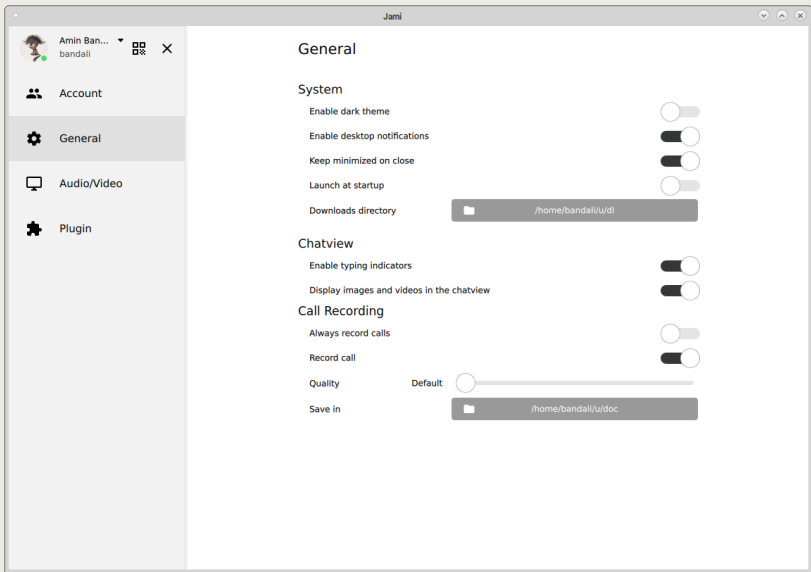 Jami
Amin Ban...
bandali
Account
General
Audio/Video
Plugin
General
System
Enable dark theme
Enable desktop notifications
Keep minimized on close
Launch at startup
Downloads directory /home/bandali/u/dl
Chatview
Enable typing indicators
Display images and videos in the chatview
Call Recording
Always record calls
Record call
Quality Default
Save in /home/bandali/u/doc